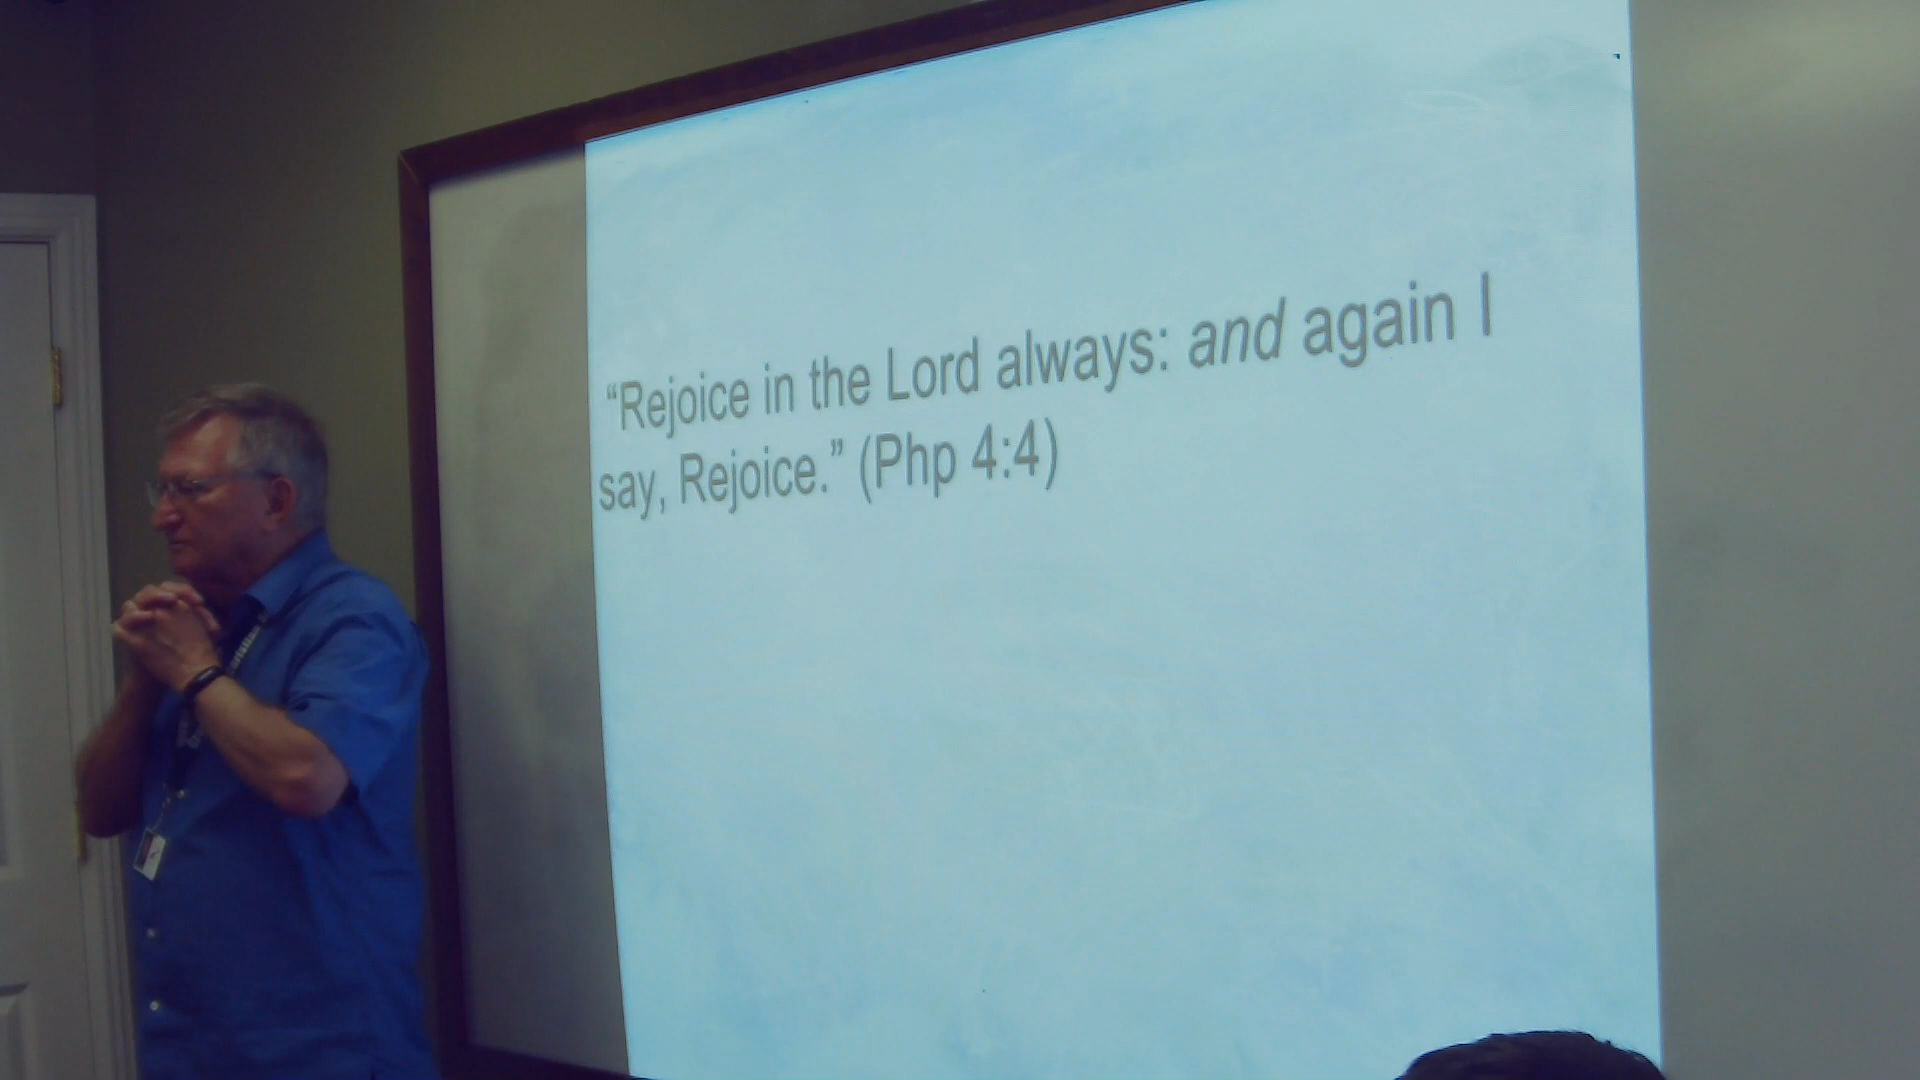 “Rejoice in the Lord always: and again I
say, Rejoice.” (Php 4:4)